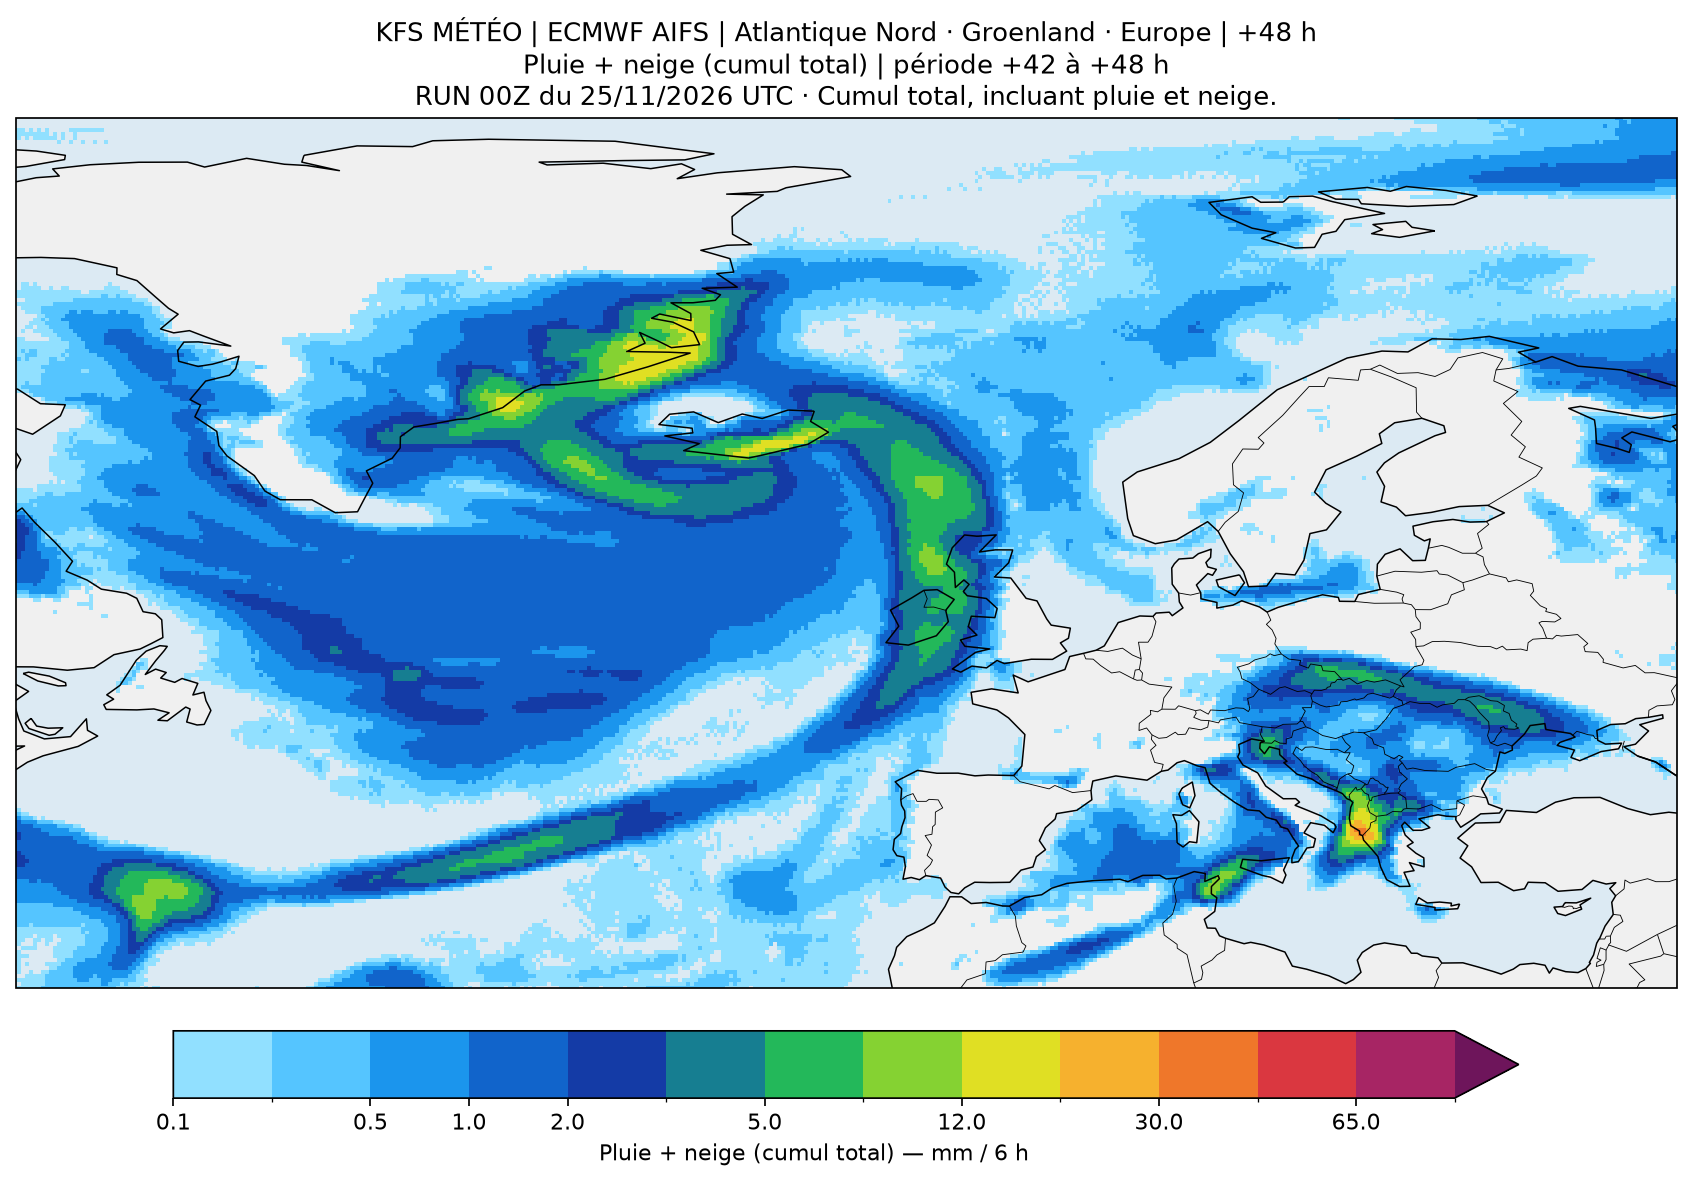 KFS MÉTÉO | ECMWF AIFS | Atlantique Nord · Groenland · Europe | +48 h
Pluie + neige (cumul total) | période +42 à +48 h
RUN 00Z du 25/11/2026 UTC · Cumul total, incluant pluie et neige.
0.1 0.5 1.0 2.0 5.0 12.0 30.0 65.0
Pluie + neige (cumul total) — mm / 6 h